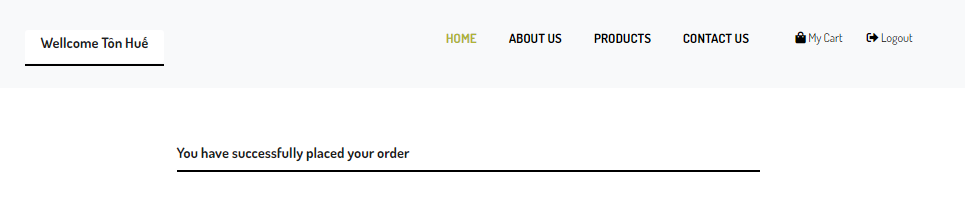 Wellcome Tôn Huế
HOME ABOUT US PRODUCTS CONTACT US My Cart Logout
You have successfully placed your order